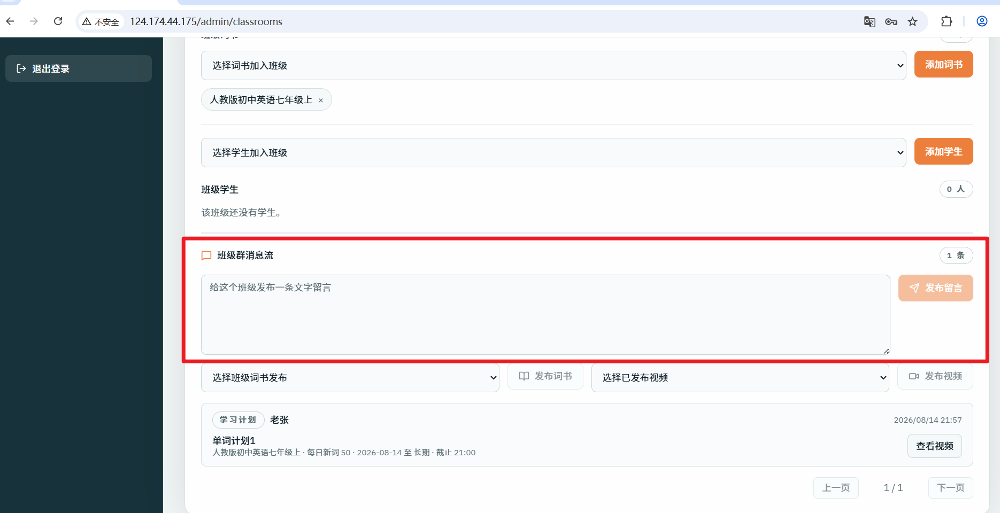 不安全 124.174.44.175/admin/classrooms
退出登录
选择词书加入班级
添加词书
人教版初中英语七年级上 ×
选择学生加入班级
添加学生
班级学生
0 人
该班级还没有学生。
班级群消息流
1 条
给这个班级发布一条文字留言
发布留言
选择班级词书发布
发布词书
选择已发布视频
发布视频
学习计划 老张
2026/08/14 21:57
单词计划1
人教版初中英语七年级上 · 每日新词 50 · 2026-08-14 至 长期 · 截止 21:00
查看视频
上一页
1 / 1
下一页